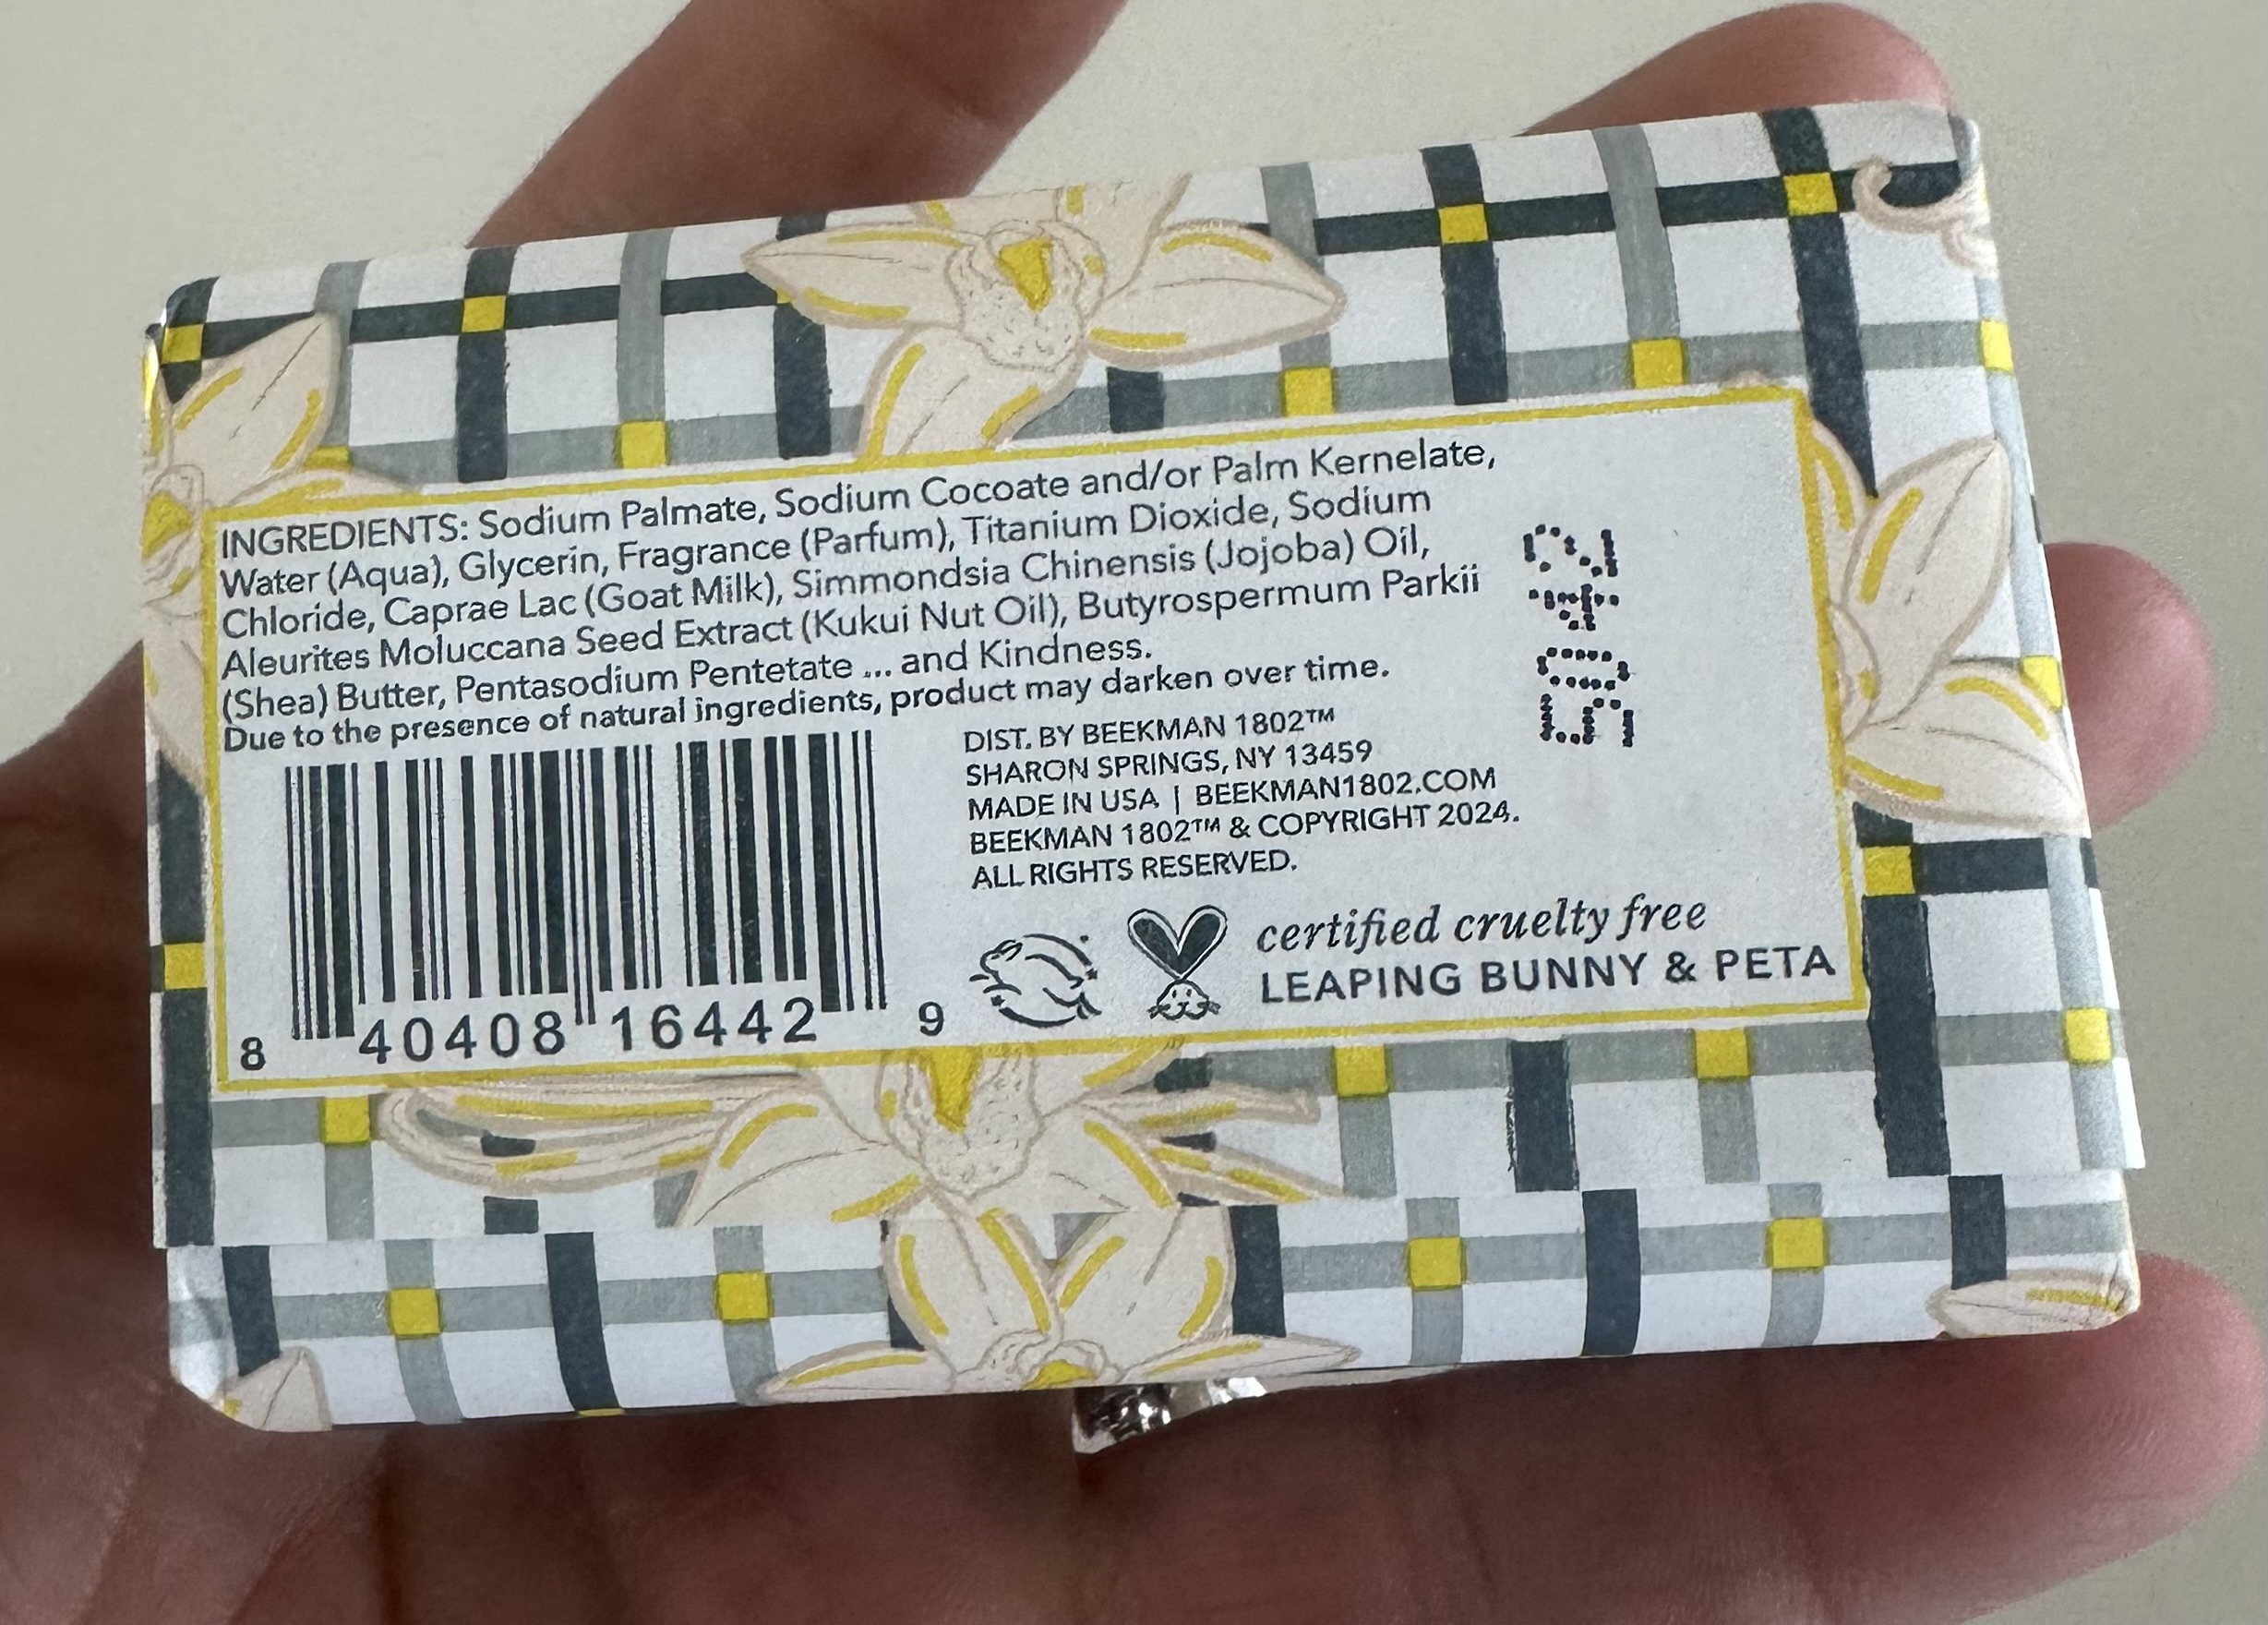 INGREDIENTS: Sodium Palmate, Sodium Cocoate and/or Palm Kernelate,
Water (Aqua), Glycerin, Fragrance (Parfum), Titanium Dioxide, Sodium
Chloride, Caprae Lac (Goat Milk), Simmondsia Chinensis (Jojoba) Oil,
Aleurites Moluccana Seed Extract (Kukui Nut Oil), Butyrospermum Parkii
(Shea) Butter, Pentasodium Pentetate ... and Kindness.
Due to the presence of natural ingredients, product may darken over time.
2405
DIST. BY BEEKMAN 1802™
SHARON SPRINGS, NY 13459
MADE IN USA | BEEKMAN1802.COM
BEEKMAN 1802™ & COPYRIGHT 2024.
ALL RIGHTS RESERVED.
certified cruelty free
LEAPING BUNNY & PETA
8 40408 16442 9